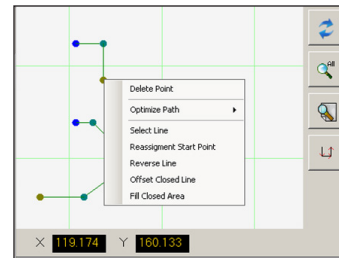 All
Delete Point
Optimize Path
Select Line
Reassigment Start Point
Reverse Line
Offset Closed Line
Fill Closed Area
X 119.174 Y 160.133